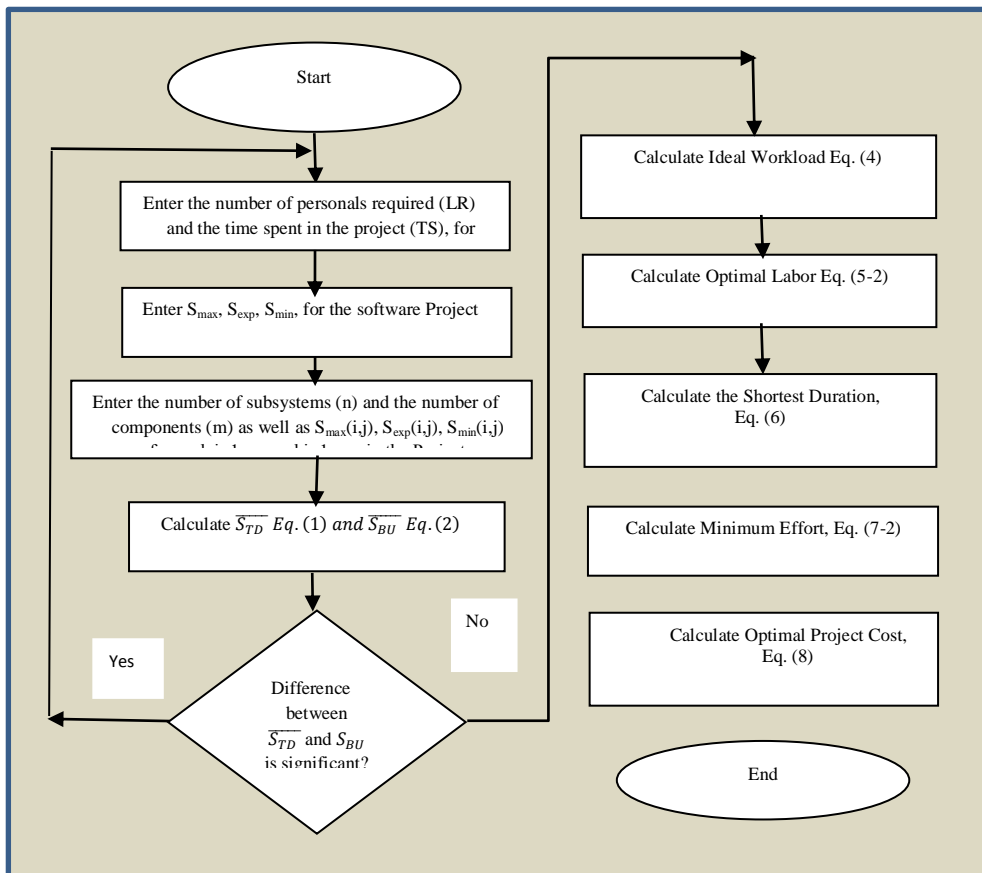 Start
Enter the number of personals required (LR)
and the time spent in the project (TS), for
Enter Smax, Sexp, Smin, for the software Project
Enter the number of subsystems (n) and the number of
components (m) as well as Smax(i,j), Sexp(i,j), Smin(i,j)
Calculate S̅T̅D̅ Eq. (1) and S̅B̅U̅ Eq. (2)
Yes
No
Difference
between
S̅T̅D̅ and SBU
is significant?
Calculate Ideal Workload Eq. (4)
Calculate Optimal Labor Eq. (5-2)
Calculate the Shortest Duration,
Eq. (6)
Calculate Minimum Effort, Eq. (7-2)
Calculate Optimal Project Cost,
Eq. (8)
End